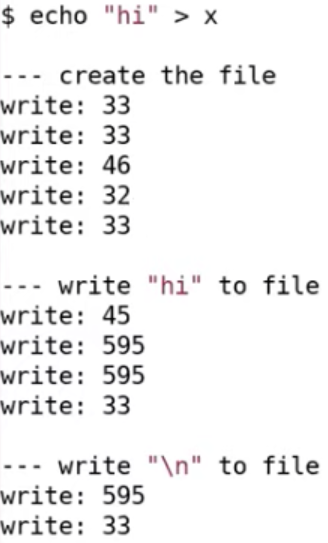 $ echo "hi" > x
--- create the file
write: 33
write: 33
write: 46
write: 32
write: 33
--- write "hi" to file
write: 45
write: 595
write: 595
write: 33
--- write "\n" to file
write: 595
write: 33